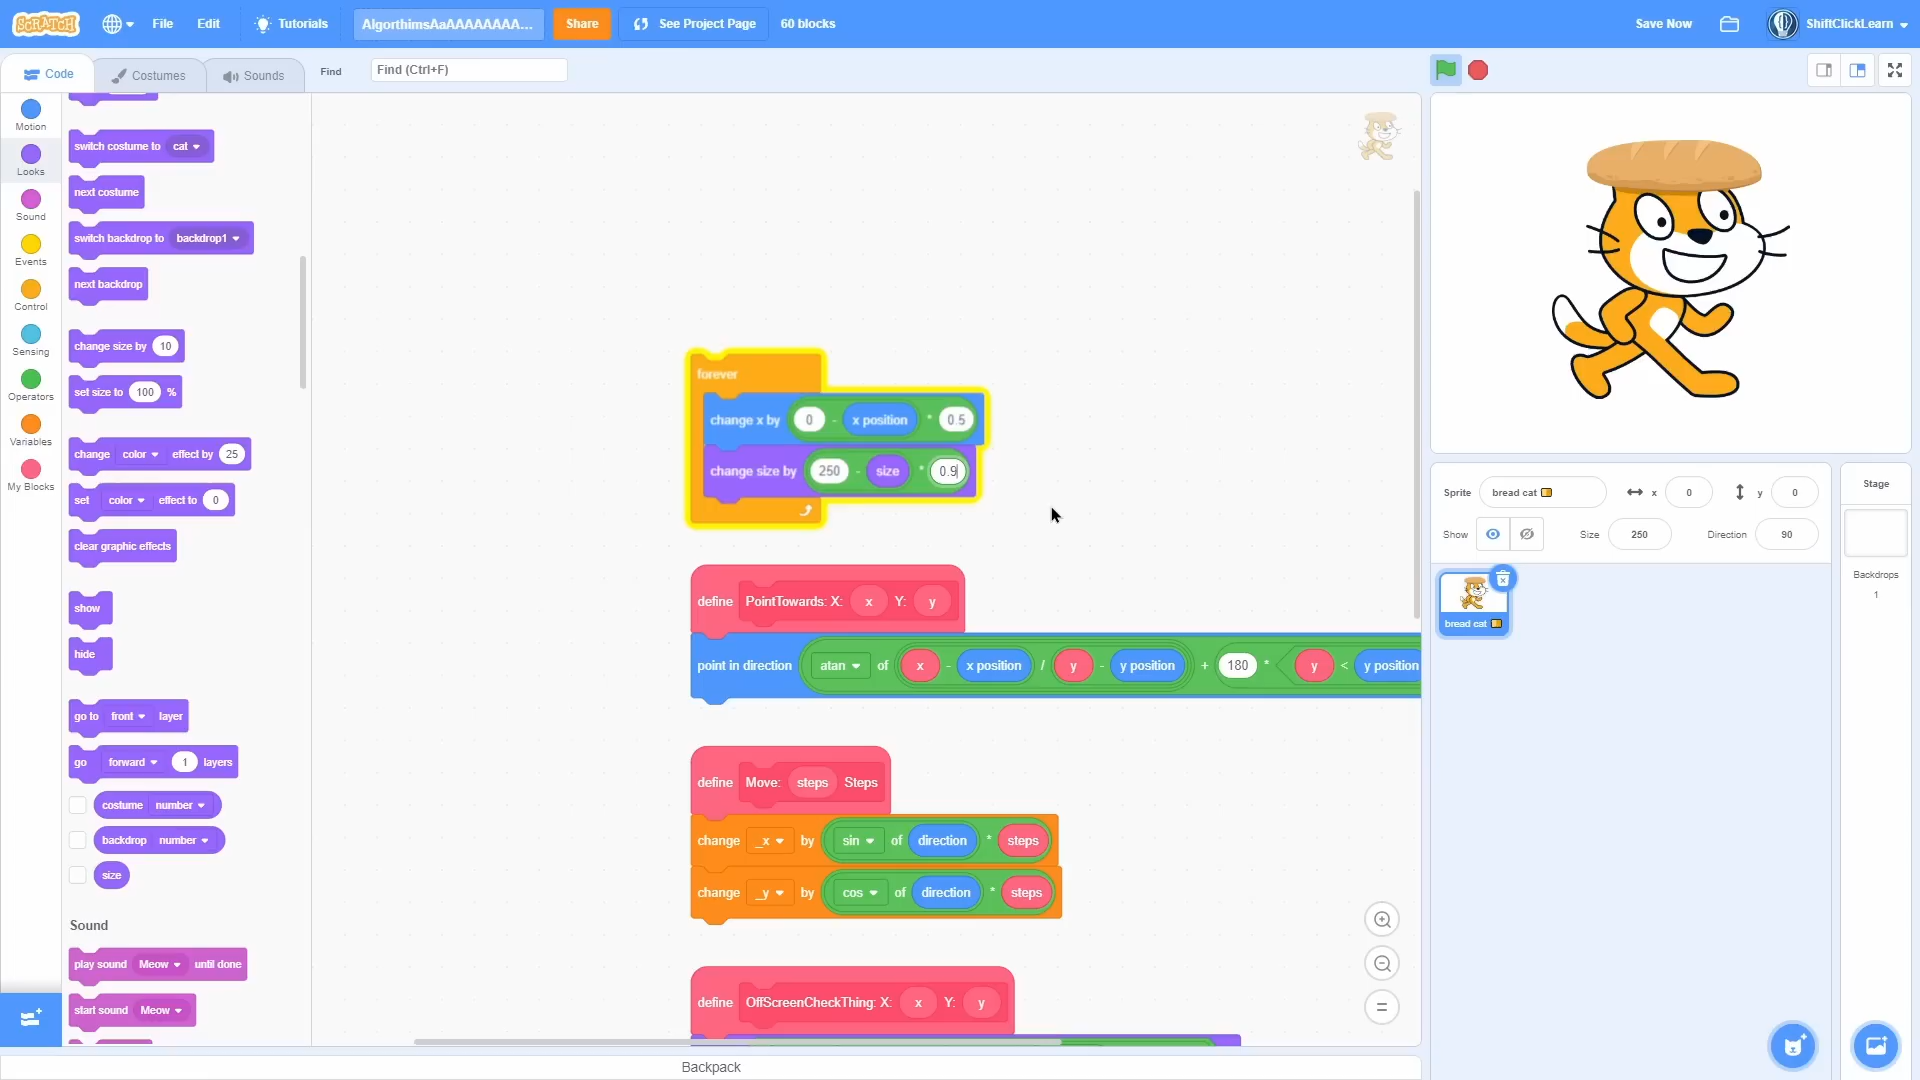 SCRATCH File Edit Tutorials AlgorthimsAaAAAAAAAA... Share See Project Page 60 blocks Save Now ShiftClickLearn
Code Costumes Sounds Find Find (Ctrl+F)
Motion
Looks
Sound
Events
Control
Sensing
Operators
Variables
My Blocks
switch costume to cat
next costume
switch backdrop to backdrop1
next backdrop
change size by 10
set size to 100 %
change color effect by 25
set color effect to 0
clear graphic effects
show
hide
go to front layer
go forward 1 layers
costume number
backdrop number
size
Sound
play sound Meow until done
start sound Meow
forever
change x by 0 - x position * 0.5
change size by 250 - size * 0.9
define PointTowards: X: x Y: y
point in direction atan of x - x position / y - y position + 180 * y < y position
define Move: steps Steps
change _x by sin of direction * steps
change _y by cos of direction * steps
define OffScreenCheckThing: X: x Y: y
Backpack
Sprite bread cat x 0 y 0
Show Size 250 Direction 90
bread cat
Stage
Backdrops
1